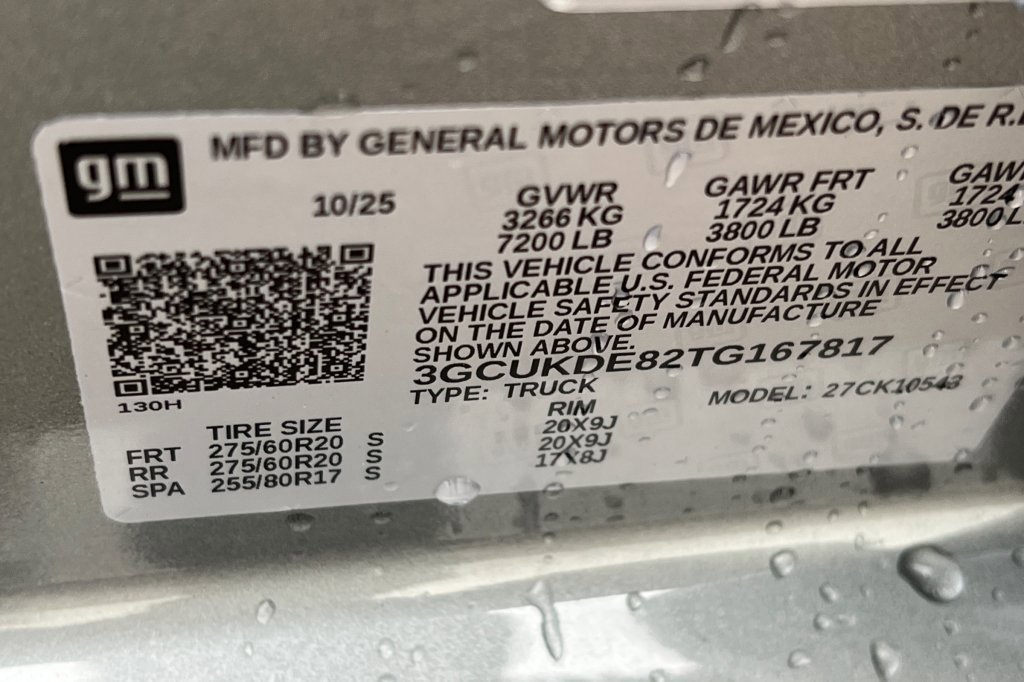 gm
MFD BY GENERAL MOTORS DE MEXICO, S. DE R.L
10/25
GVWR GAWR FRT GAW
3266 KG 1724 KG 1724
7200 LB 3800 LB 3800 L
THIS VEHICLE CONFORMS TO ALL
APPLICABLE U.S. FEDERAL MOTOR
VEHICLE SAFETY STANDARDS IN EFFECT
ON THE DATE OF MANUFACTURE
SHOWN ABOVE.
3GCUKDE82TG167817
TYPE: TRUCK MODEL: 27CK10543
130H
TIRE SIZE RIM
FRT 275/60R20 S 20X9J
RR 275/60R20 S 20X9J
SPA 255/80R17 S 17X8J